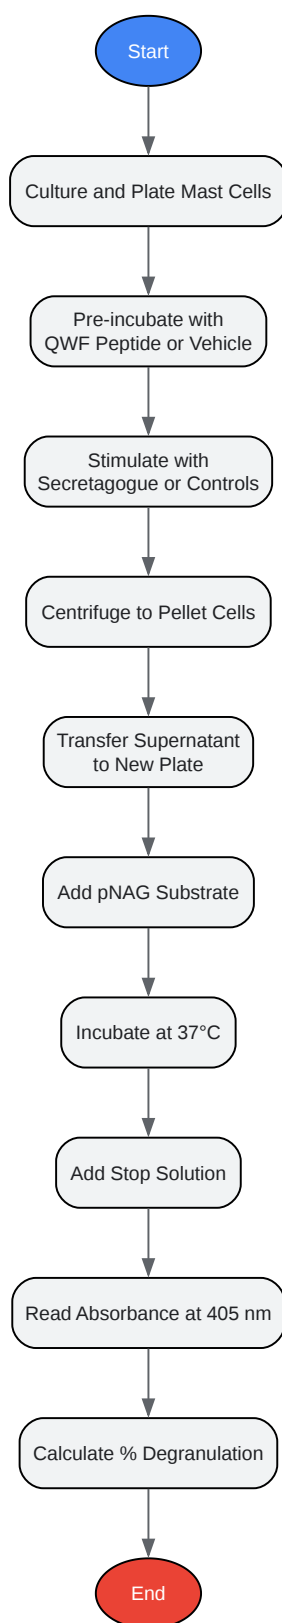 Start
Culture and Plate Mast Cells
Pre-incubate with
QWF Peptide or Vehicle
Stimulate with
Secretagogue or Controls
Centrifuge to Pellet Cells
Transfer Supernatant
to New Plate
Add pNAG Substrate
Incubate at 37°C
Add Stop Solution
Read Absorbance at 405 nm
Calculate % Degranulation
End